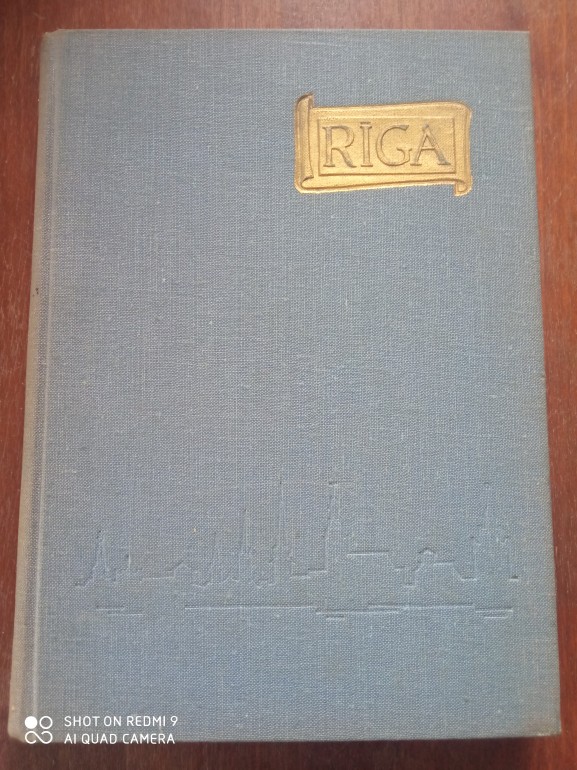 RĪGA
SHOT ON REDMI 9
AI QUAD CAMERA